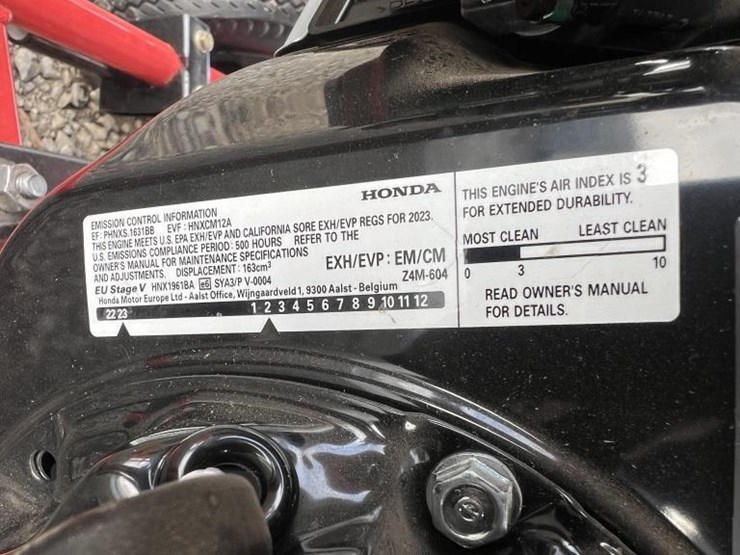 HONDA
EMISSION CONTROL INFORMATION
EF: PHNXS.1631BB EVF: HNXCM12A
THIS ENGINE MEETS U.S. EPA EXH/EVP AND CALIFORNIA SORE EXH/EVP REGS FOR 2023.
U.S. EMISSIONS COMPLIANCE PERIOD: 500 HOURS REFER TO THE
OWNER'S MANUAL FOR MAINTENANCE SPECIFICATIONS
AND ADJUSTMENTS. DISPLACEMENT: 163cm³
EXH/EVP: EM/CM
EU Stage V HNX1961BA e6 SYA3/P V-0004
Z4M-604
Honda Motor Europe Ltd - Aalst Office, Wijngaardveld 1, 9300 Aalst - Belgium
22 23 1 2 3 4 5 6 7 8 9 10 11 12
THIS ENGINE'S AIR INDEX IS 3
FOR EXTENDED DURABILITY.
MOST CLEAN LEAST CLEAN
0 3 10
READ OWNER'S MANUAL
FOR DETAILS.